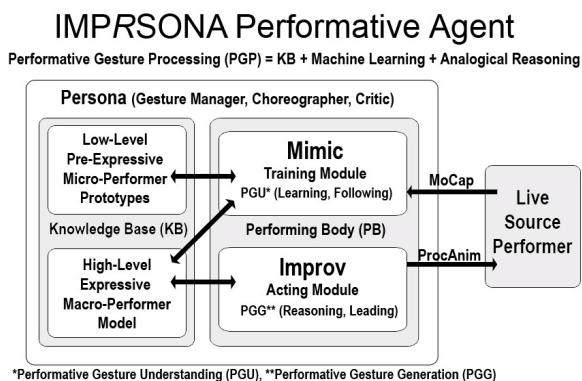 IMPRSONA Performative Agent
Performative Gesture Processing (PGP) = KB + Machine Learning + Analogical Reasoning
Persona (Gesture Manager, Choreographer, Critic)
Low-Level
Pre-Expressive
Micro-Performer
Prototypes
Knowledge Base (KB)
High-Level
Expressive
Macro-Performer
Model
Mimic
Training Module
PGU* (Learning, Following)
Performing Body (PB)
Improv
Acting Module
PGG** (Reasoning, Leading)
MoCap
ProcAnim
Live
Source
Performer
*Performative Gesture Understanding (PGU), **Performative Gesture Generation (PGG)